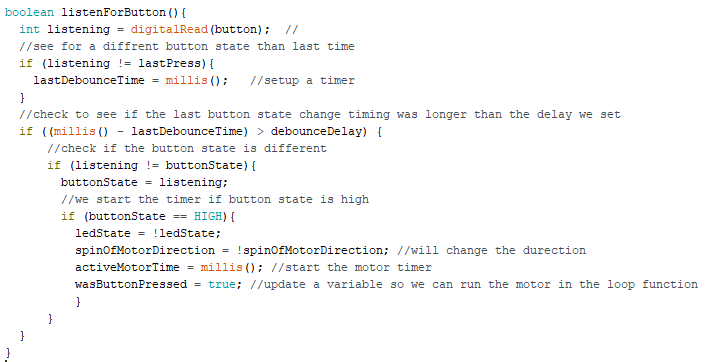 boolean listenForButton(){
  int listening = digitalRead(button);  //
  //see for a diffrent button state than last time
  if (listening != lastPress){
    lastDebounceTime = millis();   //setup a timer
  }
  //check to see if the last button state change timing was longer than the delay we set
  if ((millis() - lastDebounceTime) > debounceDelay) {
      //check if the button state is different
      if (listening != buttonState){
        buttonState = listening;
        //we start the timer if button state is high
        if (buttonState == HIGH){
          ledState = !ledState;
          spinOfMotorDirection = !spinOfMotorDirection; //will change the durection
          activeMotorTime = millis(); //start the motor timer
          wasButtonPressed = true; //update a variable so we can run the motor in the loop function
          }
      }
  }
}